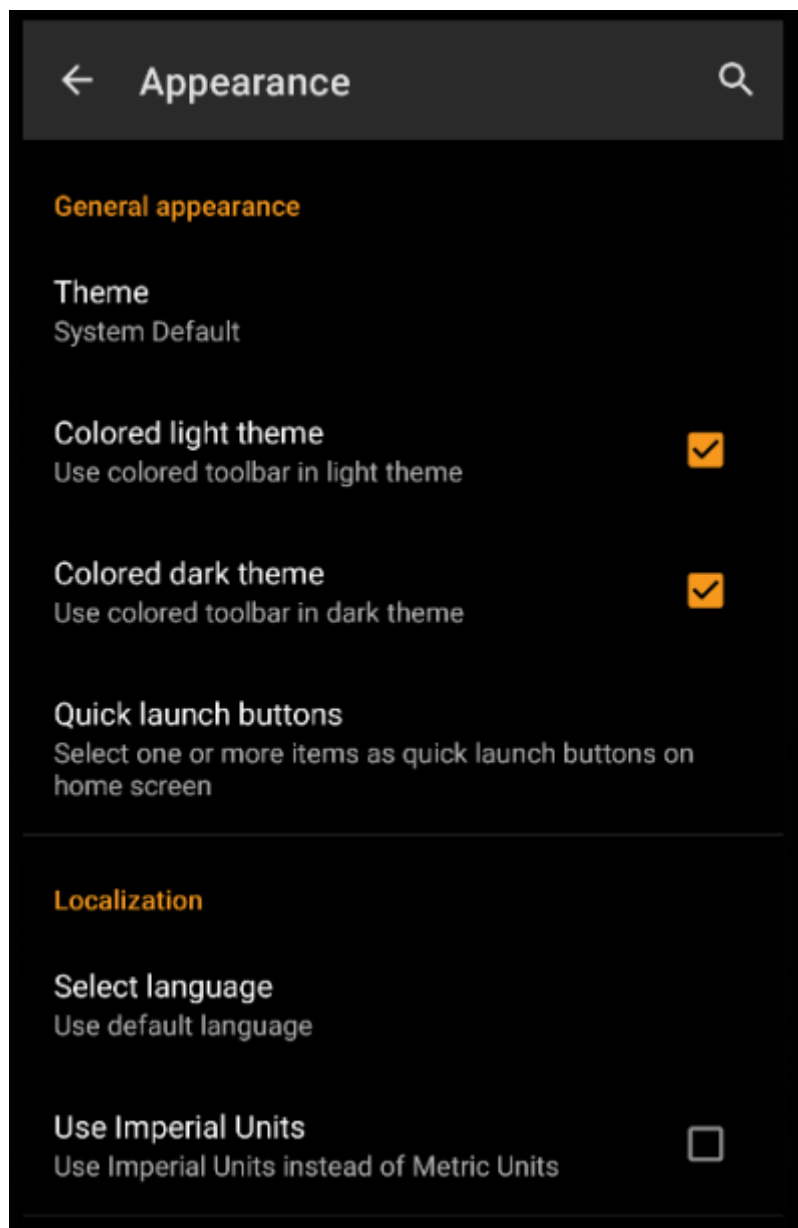 Appearance
General appearance
Theme
System Default
Colored light theme
Use colored toolbar in light theme
Colored dark theme
Use colored toolbar in dark theme
Quick launch buttons
Select one or more items as quick launch buttons on
home screen
Localization
Select language
Use default language
Use Imperial Units
Use Imperial Units instead of Metric Units